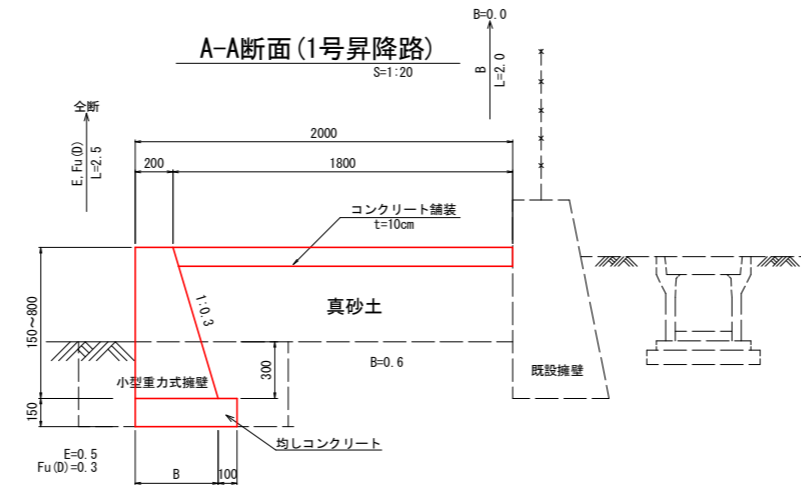 B=0.0
A-A断面(1号昇降路)
S=1:20
B
L=2.0
仝断
E, Fu(D)
L=2.5
2000
200
1800
コンクリート舗装
t=10cm
150~800
1:0.3
真砂土
300
B=0.6
既設擁壁
小型重力式擁壁
150
均しコンクリート
E=0.5
Fu(D)=0.3
B
100